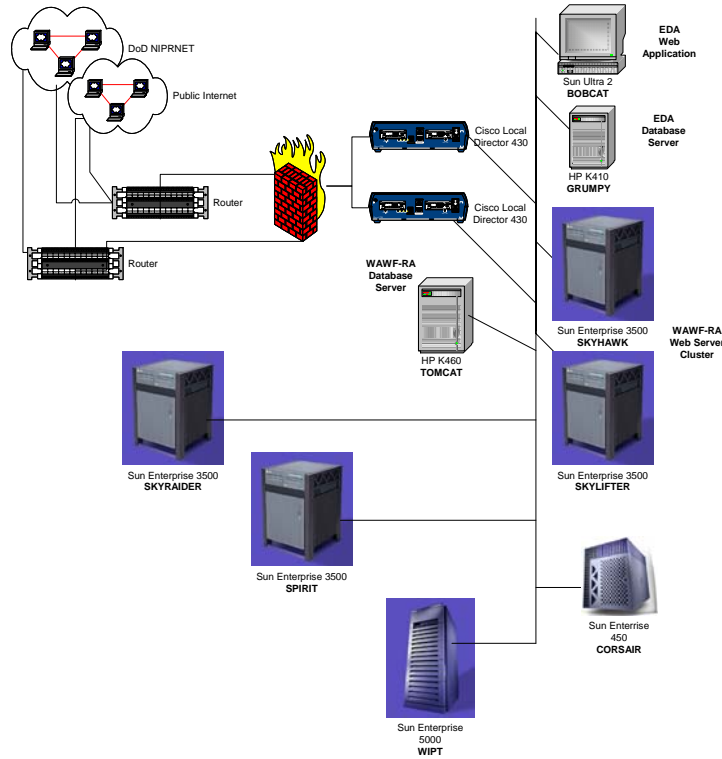 DoD NIPRNET
Public Internet
Router
Router
Cisco Local
Director 430
Cisco Local
Director 430
EDA
Web
Application
Sun Ultra 2
BOBCAT
EDA
Database
Server
HP K410
GRUMPY
WAWF-RA
Database
Server
HP K460
TOMCAT
Sun Enterprise 3500
SKYHAWK
WAWF-RA
Web Server
Cluster
Sun Enterprise 3500
SKYLIFTER
Sun Enterprise 3500
SKYRAIDER
Sun Enterprise 3500
SPIRIT
Sun Enterrise
450
CORSAIR
Sun Enterprise
5000
WIPT